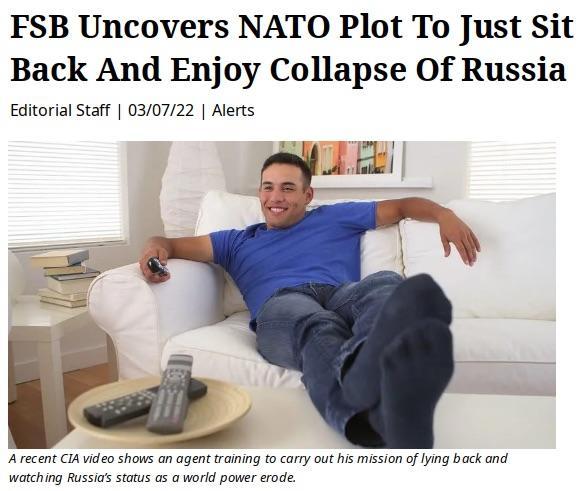 FSB Uncovers NATO Plot To Just Sit
Back And Enjoy Collapse Of Russia
Editorial Staff | 03/07/22 | Alerts
A recent CIA video shows an agent training to carry out his mission of lying back and
watching Russia's status as a world power erode.